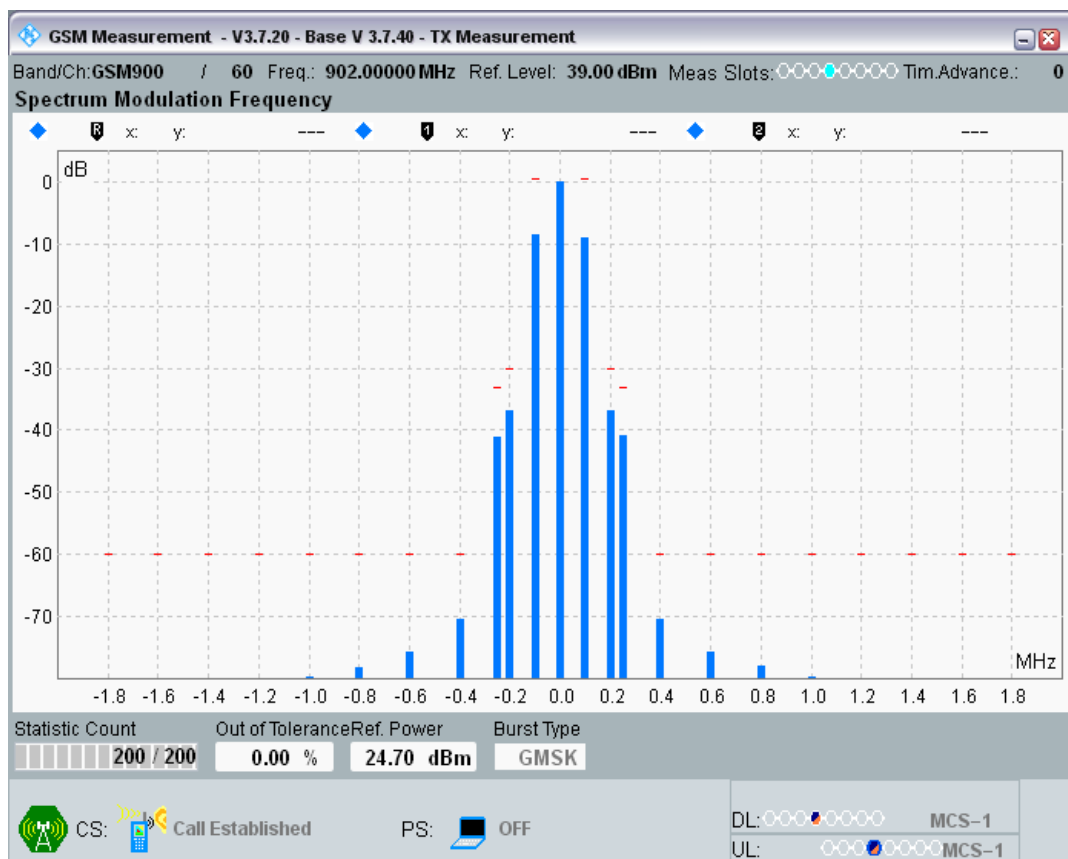 GSM Measurement - V3.7.20 - Base V 3.7.40 - TX Measurement
Band/Ch:GSM900 / 60 Freq.: 902.00000 MHz Ref. Level: 39.00 dBm Meas Slots: Tim.Advance.: 0
Spectrum Modulation Frequency
R x: y: --- 1 x: y: --- 2 x: y: ---
dB
0
-10
-20
-30
-40
-50
-60
-70
MHz
-1.8 -1.6 -1.4 -1.2 -1.0 -0.8 -0.6 -0.4 -0.2 0.0 0.2 0.4 0.6 0.8 1.0 1.2 1.4 1.6 1.8
Statistic Count Out of Tolerance Ref. Power Burst Type
200 / 200 0.00 % 24.70 dBm GMSK
CS: Call Established PS: OFF
DL: MCS-1
UL: MCS-1